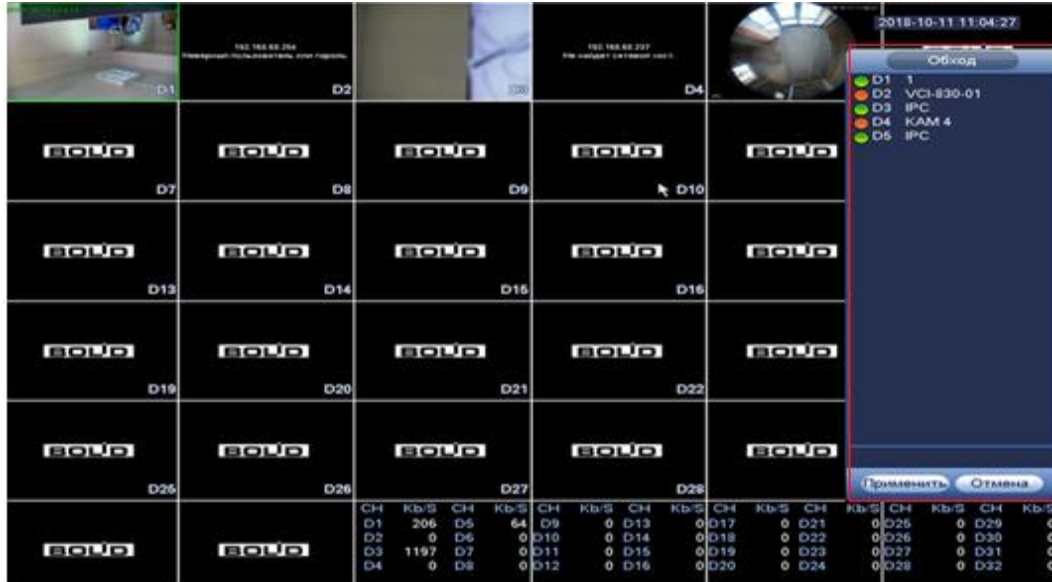 2018-10-11 11:04:27
192.168.60.254
Неверный пользователь или пароль.
192.168.60.237
Не найден сетевой хост.
D1
D2
D3
D4
Обход
D1 1
D2 VCI-830-01
D3 IPC
D4 КАМ 4
D5 IPC
BOLID
BOLID
BOLID
BOLID
BOLID
D7
D8
D9
D10
BOLID
BOLID
BOLID
BOLID
BOLID
D13
D14
D15
D16
BOLID
BOLID
BOLID
BOLID
BOLID
D19
D20
D21
D22
BOLID
BOLID
BOLID
BOLID
BOLID
D25
D26
D27
D28
Применить Отмена
BOLID
BOLID
CH Kb/S CH Kb/S CH Kb/S CH Kb/S CH Kb/S CH Kb/S CH Kb/S CH Kb/S
D1 206 D5 64 D9 0 D13 0 D17 0 D21 0 D25 0 D29 0
D2 0 D6 0 D10 0 D14 0 D18 0 D22 0 D26 0 D30 0
D3 1197 D7 0 D11 0 D15 0 D19 0 D23 0 D27 0 D31 0
D4 0 D8 0 D12 0 D16 0 D20 0 D24 0 D28 0 D32 0